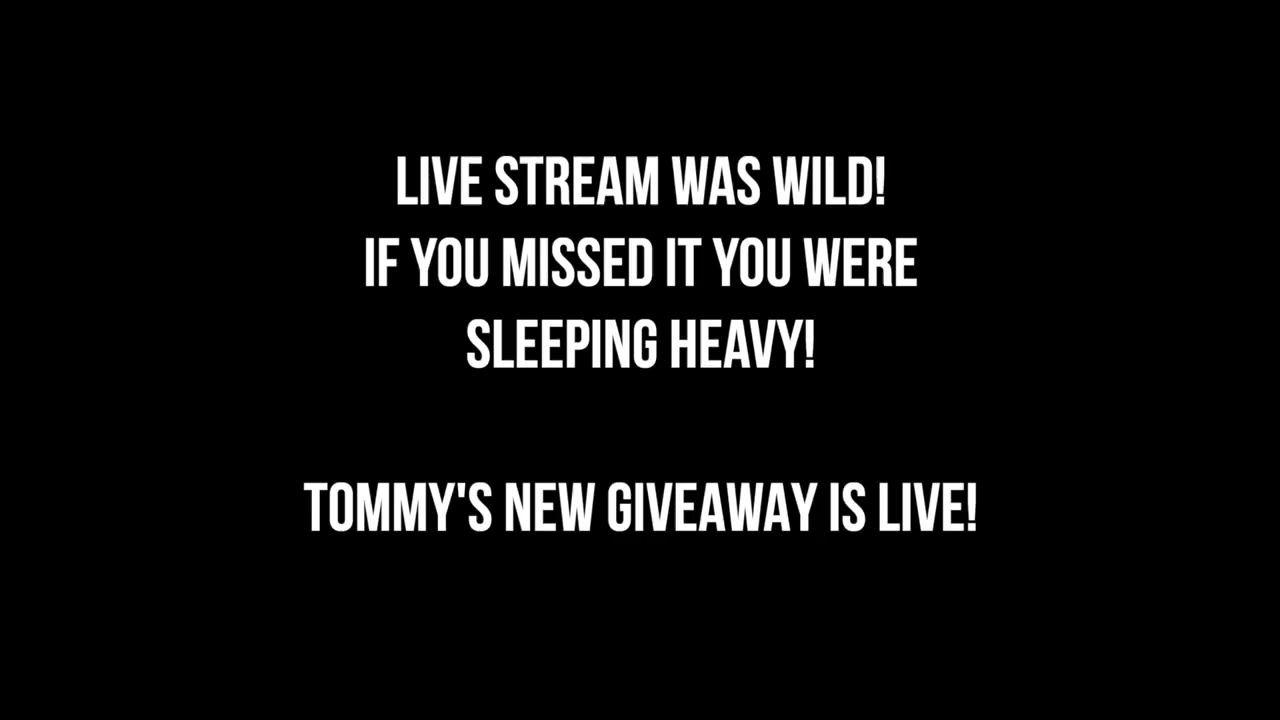 LIVE STREAM WAS WILD!
IF YOU MISSED IT YOU WERE
SLEEPING HEAVY!
TOMMY'S NEW GIVEAWAY IS LIVE!